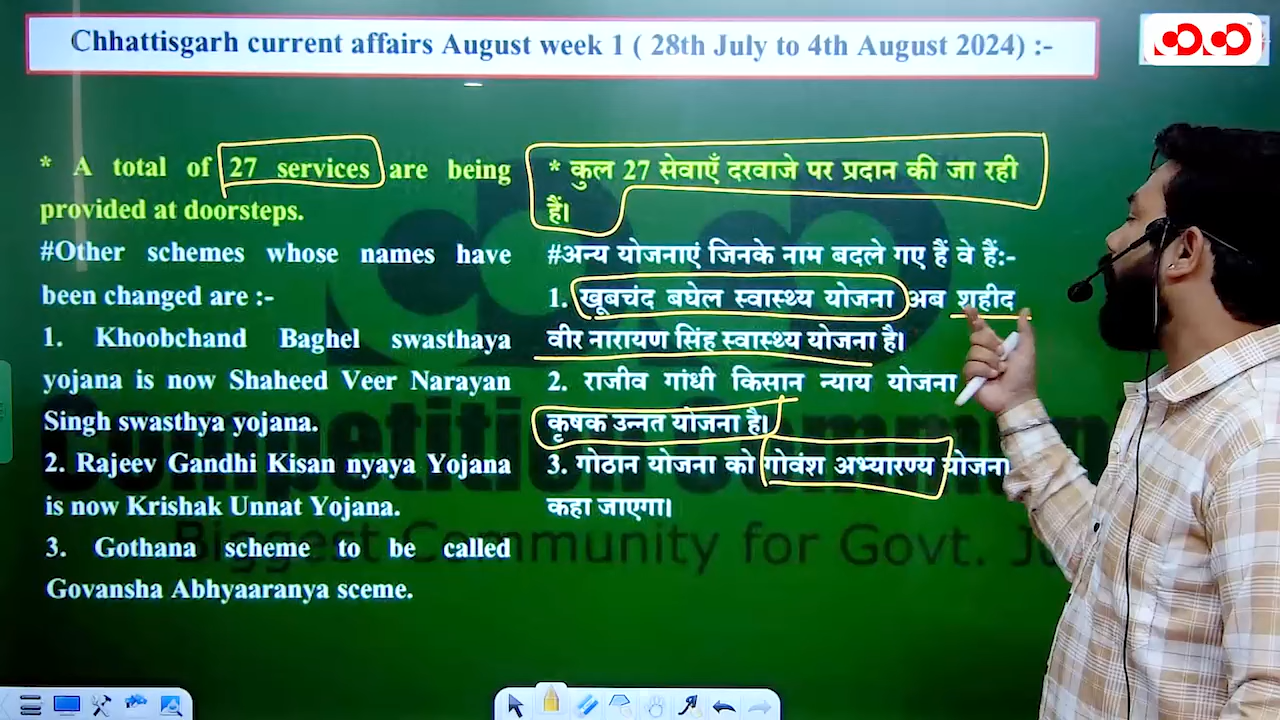 Chhattisgarh current affairs August week 1 ( 28th July to 4th August 2024) :-
* A total of 27 services are being
provided at doorsteps.
#Other schemes whose names have
been changed are :-
1. Khoobchand Baghel swasthaya
yojana is now Shaheed Veer Narayan
Singh swasthya yojana.
2. Rajeev Gandhi Kisan nyaya Yojana
is now Krishak Unnat Yojana.
3. Gothana scheme to be called
Govansha Abhyaaranya sceme.
* कुल 27 सेवाएँ दरवाजे पर प्रदान की जा रही
हैं।
#अन्य योजनाएं जिनके नाम बदले गए हैं वे हैं:-
1. खूबचंद बघेल स्वास्थ्य योजना अब शहीद
वीर नारायण सिंह स्वास्थ्य योजना है।
2. राजीव गांधी किसान न्याय योजना
कृषक उन्नत योजना है।
3. गोठान योजना को गोवंश अभ्यारण्य योजना
कहा जाएगा।
Competition Commun
Biggest Community for Govt. J